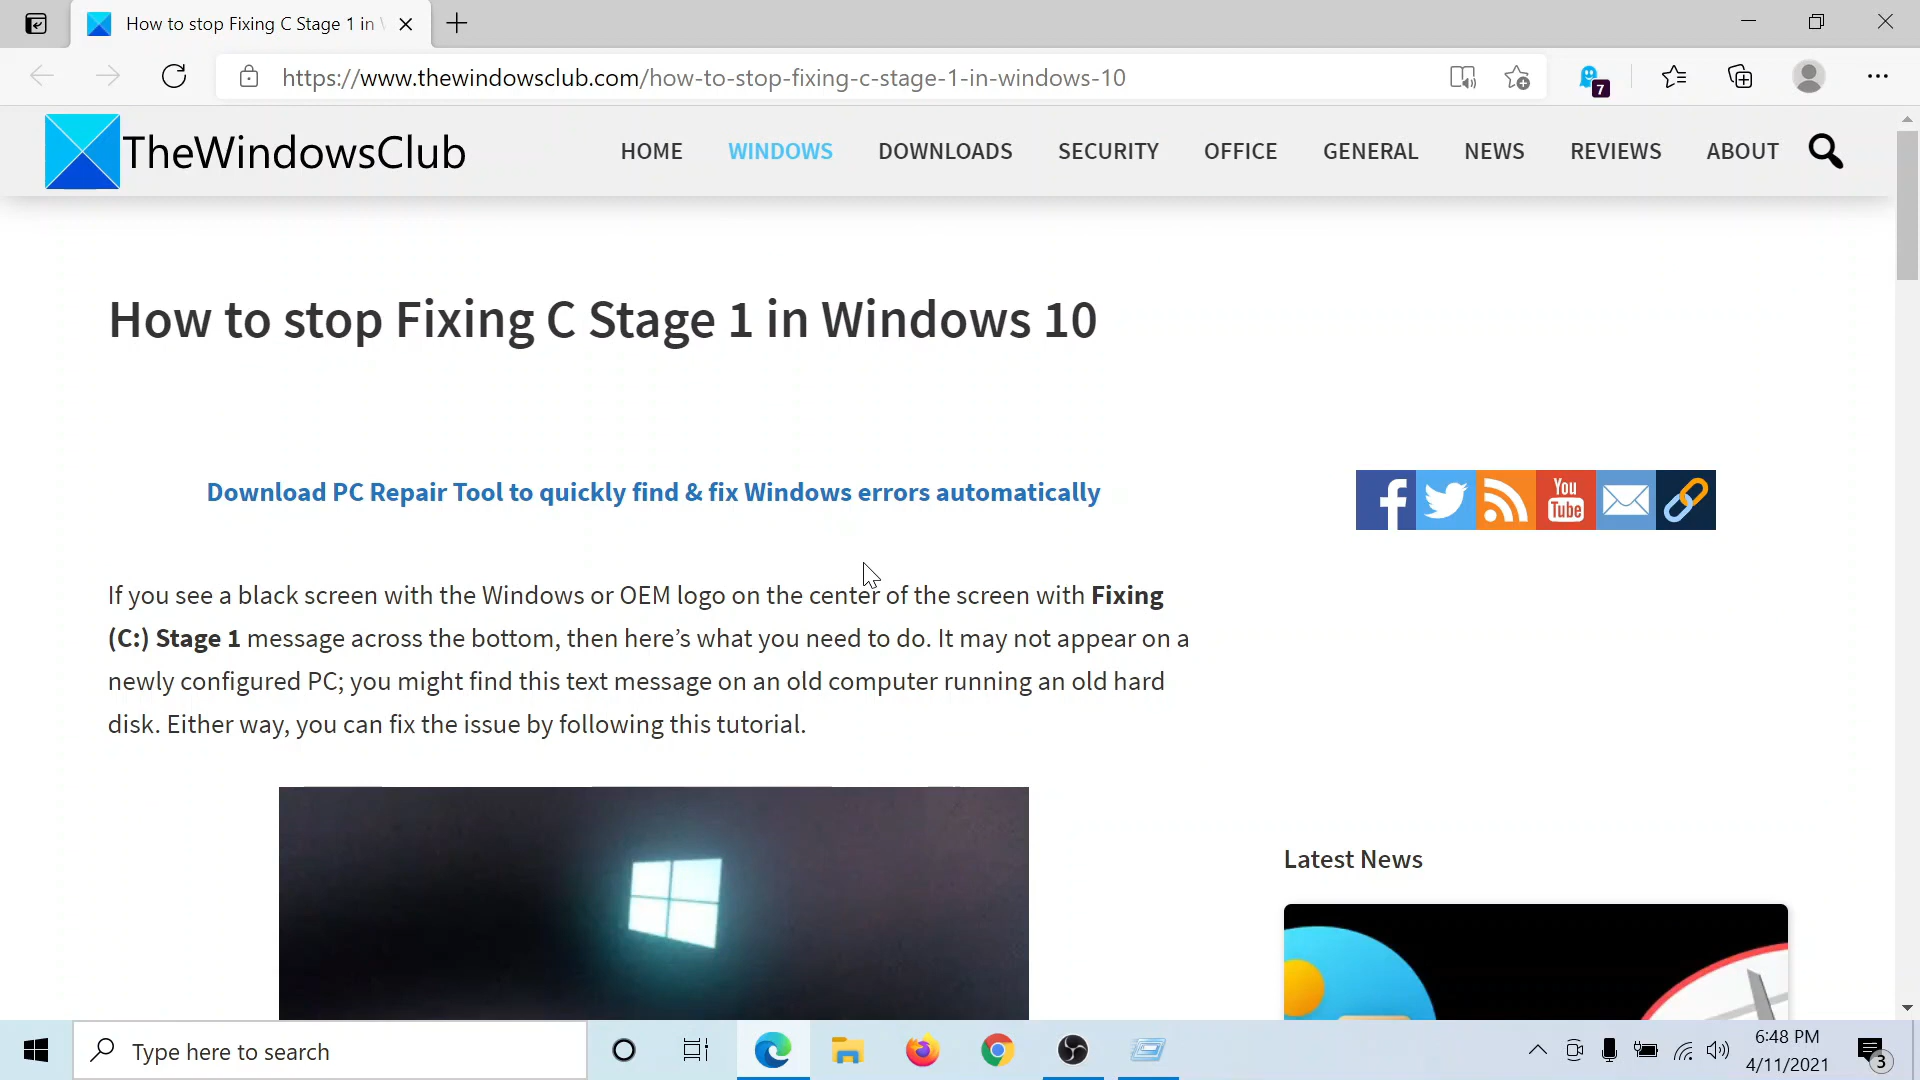 How to stop Fixing C Stage 1 in
https://www.thewindowsclub.com/how-to-stop-fixing-c-stage-1-in-windows-10
7
TheWindowsClub
HOME WINDOWS DOWNLOADS SECURITY OFFICE GENERAL NEWS REVIEWS ABOUT
How to stop Fixing C Stage 1 in Windows 10
Download PC Repair Tool to quickly find & fix Windows errors automatically
You
Tube
If you see a black screen with the Windows or OEM logo on the center of the screen with Fixing
(C:) Stage 1 message across the bottom, then here’s what you need to do. It may not appear on a
newly configured PC; you might find this text message on an old computer running an old hard
disk. Either way, you can fix the issue by following this tutorial.
Latest News
Type here to search
6:48 PM
4/11/2021
3